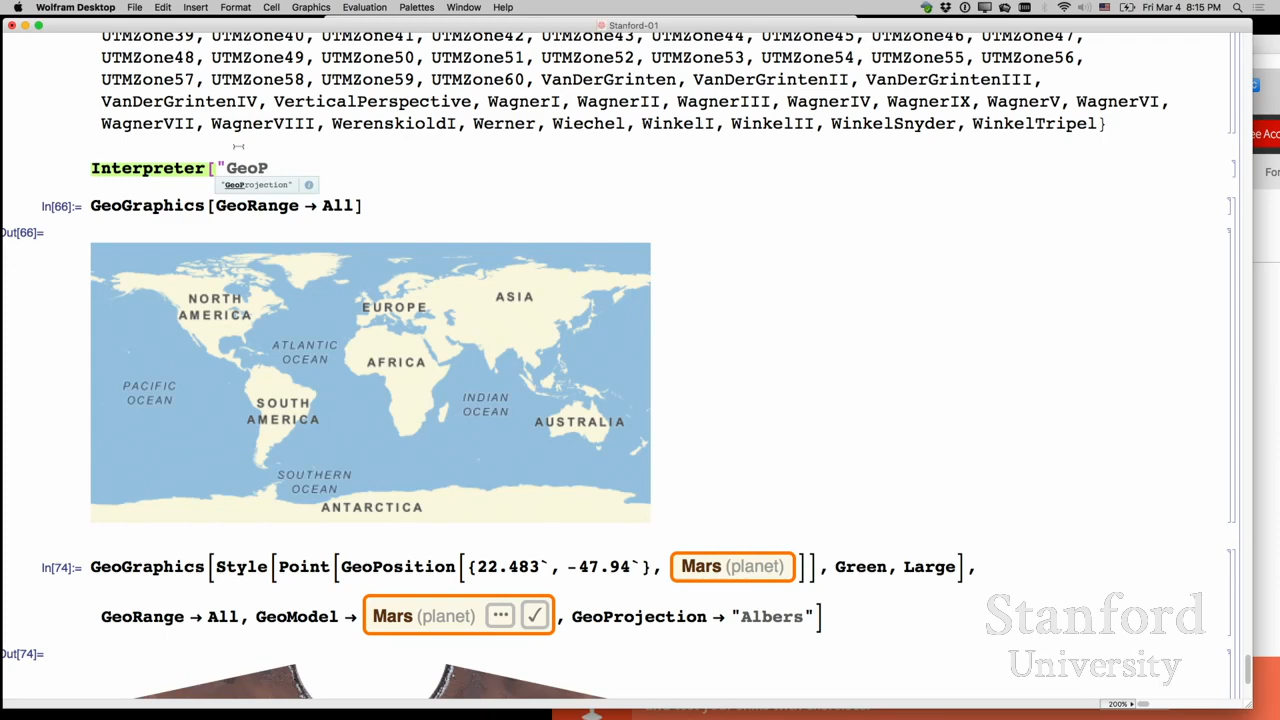 Wolfram Desktop File Edit Insert Format Cell Graphics Evaluation Palettes Window Help Fri Mar 4 8:15 PM
Stanford-01
UTMZone39, UTMZone40, UTMZone41, UTMZone42, UTMZone43, UTMZone44, UTMZone45, UTMZone46, UTMZone47,
UTMZone48, UTMZone49, UTMZone50, UTMZone51, UTMZone52, UTMZone53, UTMZone54, UTMZone55, UTMZone56,
UTMZone57, UTMZone58, UTMZone59, UTMZone60, VanDerGrinten, VanDerGrintenII, VanDerGrintenIII,
VanDerGrintenIV, VerticalPerspective, WagnerI, WagnerII, WagnerIII, WagnerIV, WagnerIX, WagnerV, WagnerVI,
WagnerVII, WagnerVIII, WerenskioldI, Werner, Wiechel, WinkelI, WinkelII, WinkelSnyder, WinkelTripel}
Interpreter["GeoP
"GeoProjection"
In[66]:= GeoGraphics[GeoRange → All]
Out[66]=
NORTH
AMERICA
EUROPE
ASIA
ATLANTIC
OCEAN
AFRICA
PACIFIC
OCEAN
INDIAN
OCEAN
SOUTH
AMERICA
AUSTRALIA
SOUTHERN
OCEAN
ANTARCTICA
In[74]:= GeoGraphics[Style[Point[GeoPosition[{22.483`, -47.94`}, Mars (planet)]], Green, Large],
GeoRange → All, GeoModel → Mars (planet) ··· ✓, GeoProjection → "Albers"]
Out[74]=
Stanford
University
200%